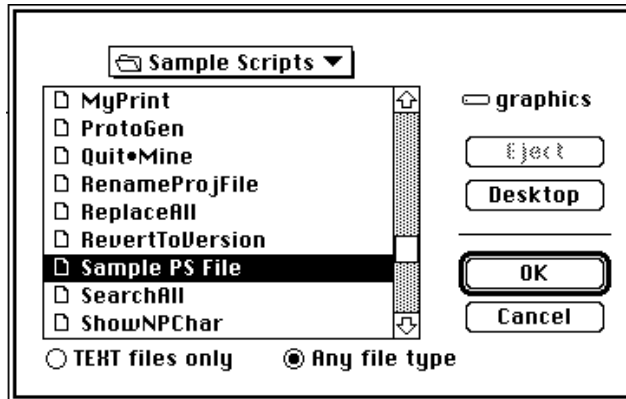 Sample Scripts
MyPrint
ProtoGen
Quit•Mine
RenameProjFile
ReplaceAll
RevertToVersion
Sample PS File
SearchAll
ShowNPChar
graphics
Eject
Desktop
OK
Cancel
TEXT files only
Any file type